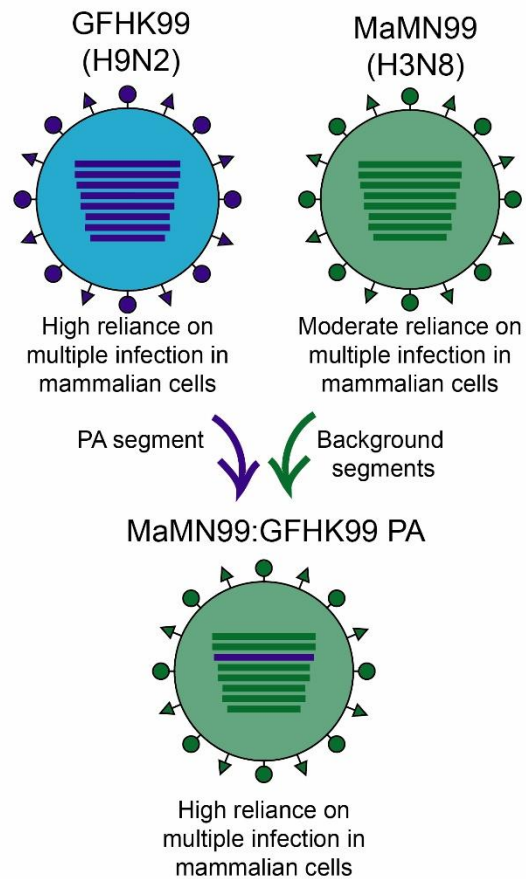 GFHK99
(H9N2)
High reliance on
multiple infection in
mammalian cells
MaMN99
(H3N8)
Moderate reliance on
multiple infection in
mammalian cells
PA segment
Background
segments
MaMN99:GFHK99 PA
High reliance on
multiple infection in
mammalian cells